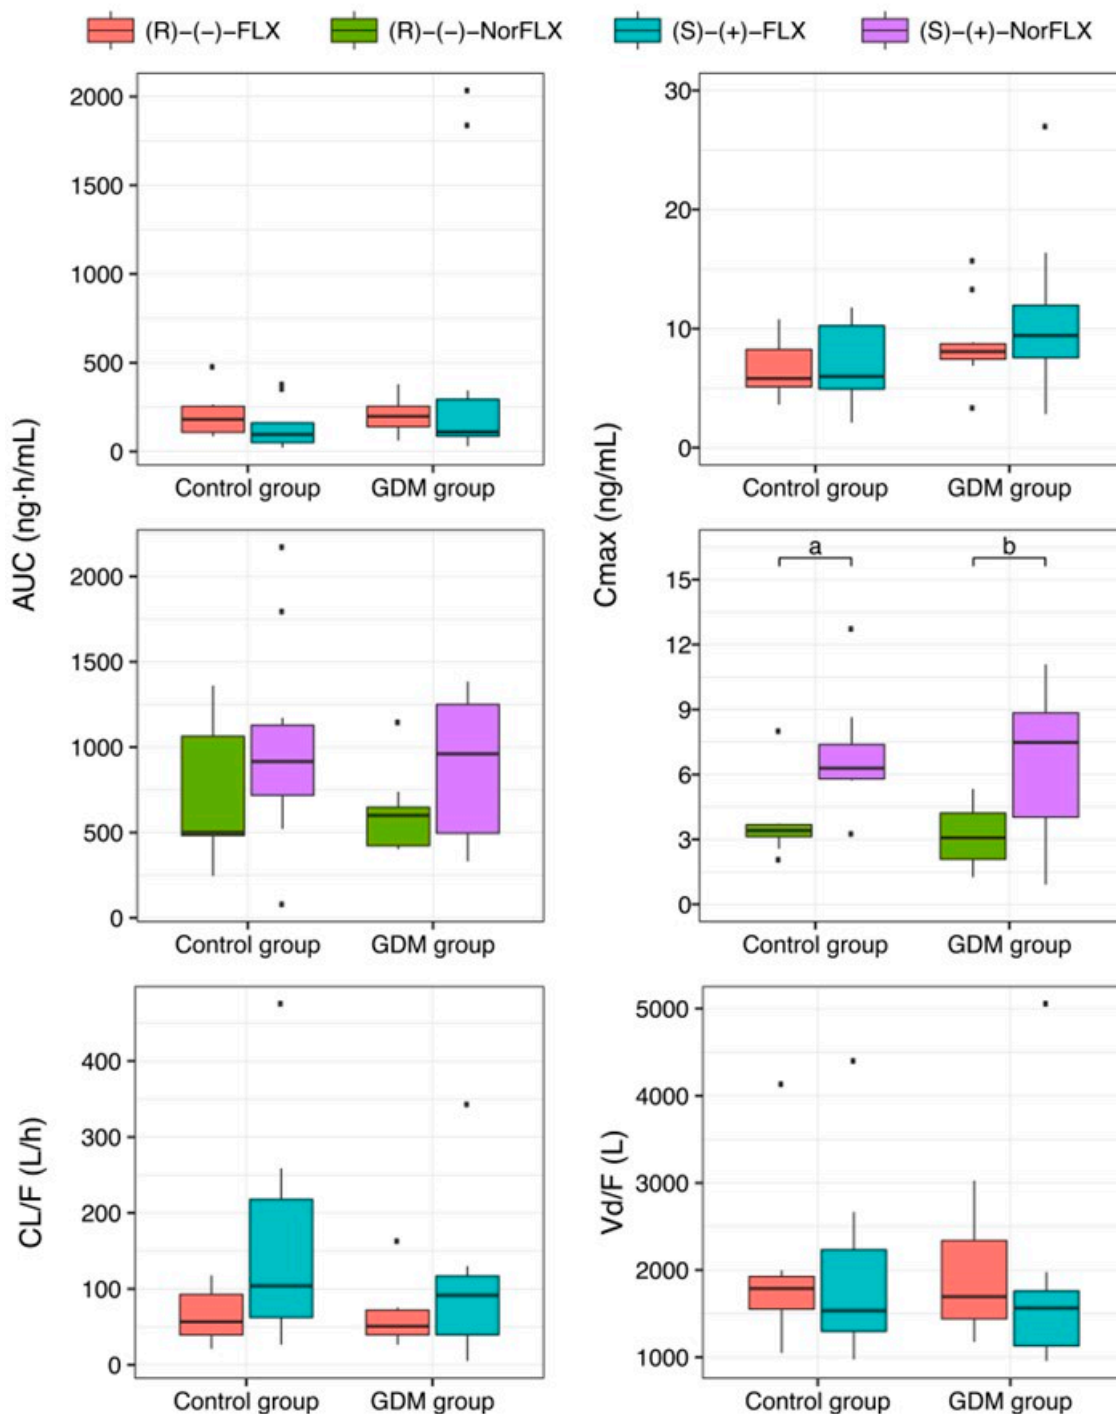 (R)−(−)−FLX (R)−(−)−NorFLX (S)−(+)−FLX (S)−(+)−NorFLX
AUC (ng·h/mL)
2000
1500
1000
500
0
Control group GDM group
Cmax (ng/mL)
30
20
10
0
Control group GDM group
2000
1500
1000
500
0
Control group GDM group
a b
15
12
9
6
3
0
Control group GDM group
CL/F (L/h)
400
300
200
100
0
Control group GDM group
Vd/F (L)
5000
4000
3000
2000
1000
Control group GDM group